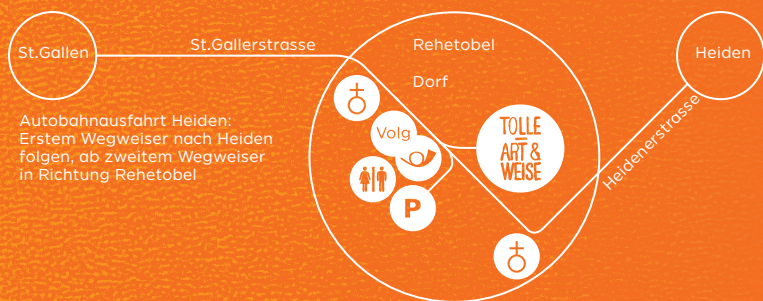 St.Gallen
St.Gallerstrasse
Rehetobel
Dorf
Heiden
Heidenerstrasse
Autobahnausfahrt Heiden:
Erstem Wegweiser nach Heiden
folgen, ab zweitem Wegweiser
in Richtung Rehetobel
Volg
P
TOLLE
ART &
WEISE